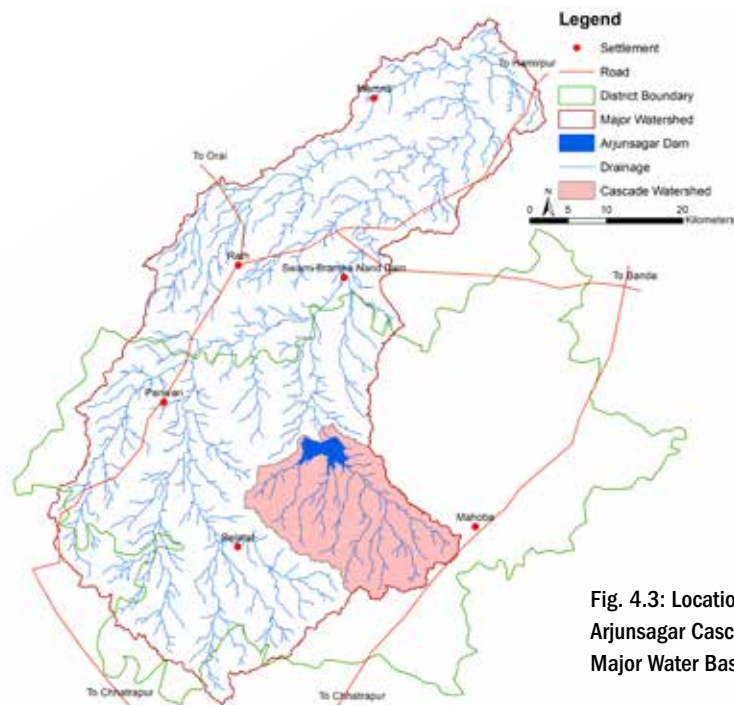 Legend
Settlement
Road
District Boundary
Major Watershed
Arjunsagar Dam
Drainage
Cascade Watershed
N
0 5 10 20
Kilometers
To Hamirpur
To Orai
Rath
Swami Bramha Nand Dam
To Banda
Panwari
Mahoba
To Chhatrapur
To Chhatrapur
Fig. 4.3: Locatio
Arjunsagar Casc
Major Water Bas